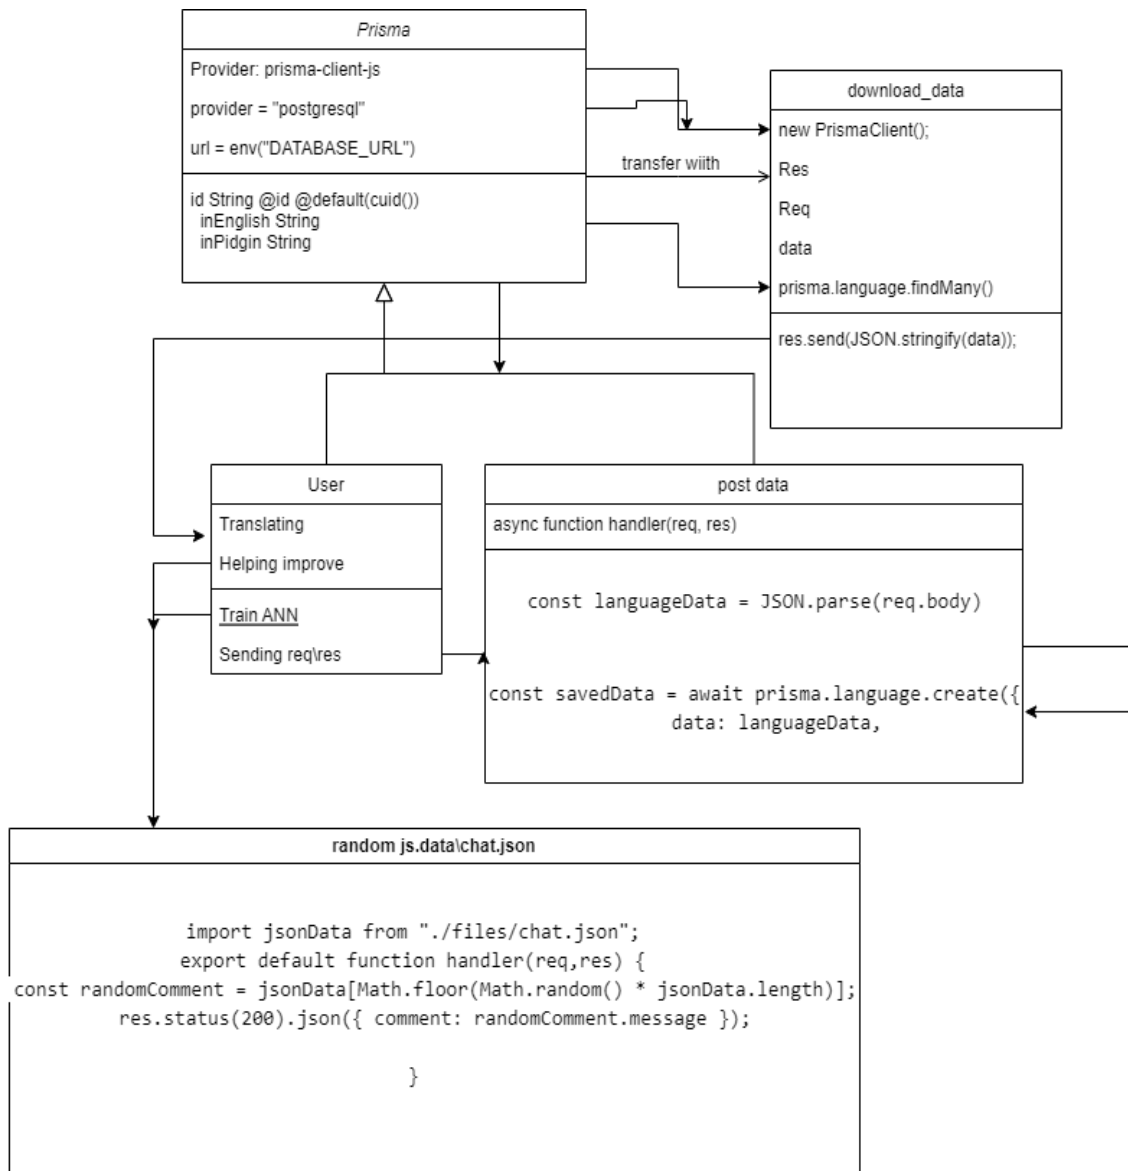 Prisma
Provider: prisma-client-js
provider = "postgresql"
url = env("DATABASE_URL")
id String @id @default(cuid())
inEnglish String
inPidgin String
transfer wiith
download_data
new PrismaClient();
Res
Req
data
prisma.language.findMany()
res.send(JSON.stringify(data));
User
Translating
Helping improve
Train ANN
Sending req\res
post data
async function handler(req, res)
const languageData = JSON.parse(req.body)
const savedData = await prisma.language.create({
data: languageData,
random js.data\chat.json
import jsonData from "./files/chat.json";
export default function handler(req,res) {
const randomComment = jsonData[Math.floor(Math.random() * jsonData.length)];
res.status(200).json({ comment: randomComment.message });
}